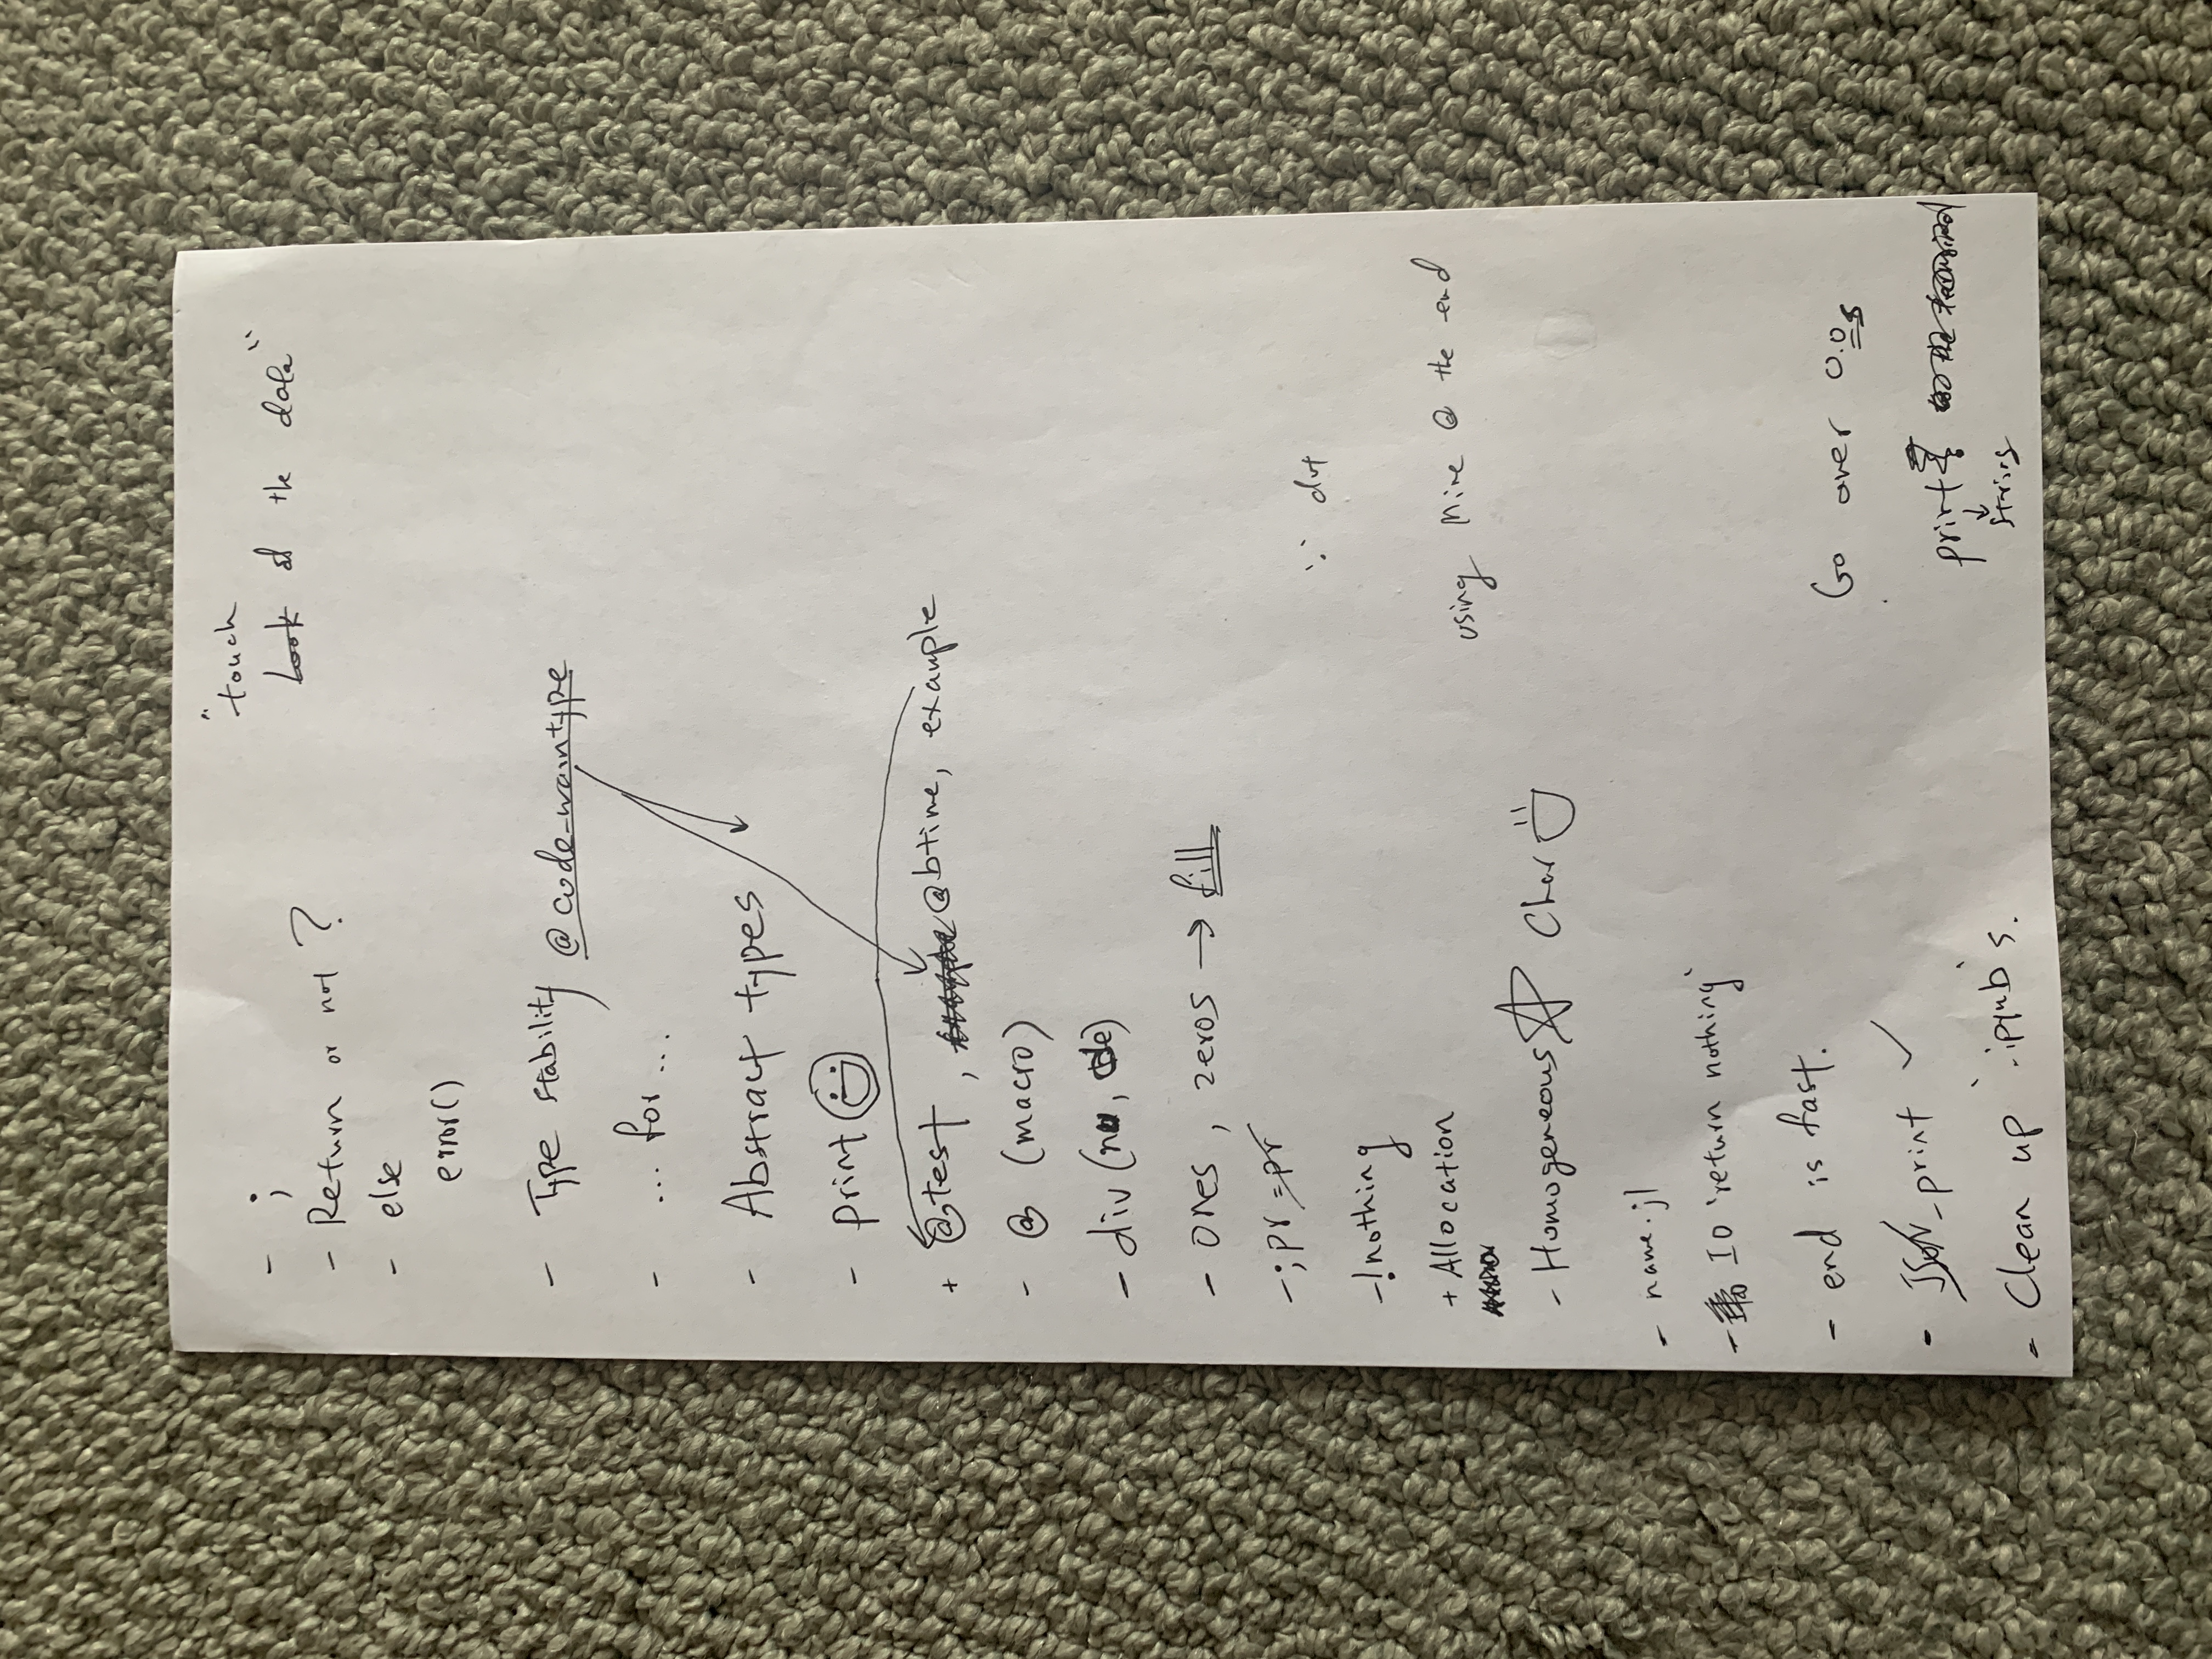 "touch
- ;
Look at the data"
- Return or not ?
- else
error()
- Type stability @code_warntype
- ... for ...
- Abstract types
- print
+ @test , @btime, example
- @ (macro)
- div (nu, de)
- ones , zeros → fill
- ; pr = pr
∵ dot
- !nothing
+ Allocation
using Mine @ the end
- Homogeneous Char
- name.jl
- IO 'return nothing'
- end is fast.
Go over 0.0s
- JSON_print ✓
print
↓
string
- Clean up `.ipynb`s.